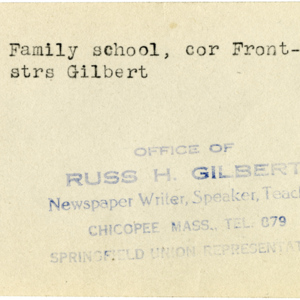 Family school, cor Front-
strs Gilbert
OFFICE OF
RUSS H. GILBERT
Newspaper Writer, Speaker, Teac
CHICOPEE MASS., TEL. 879
SPRINGFIELD UNION REPRESENTAT